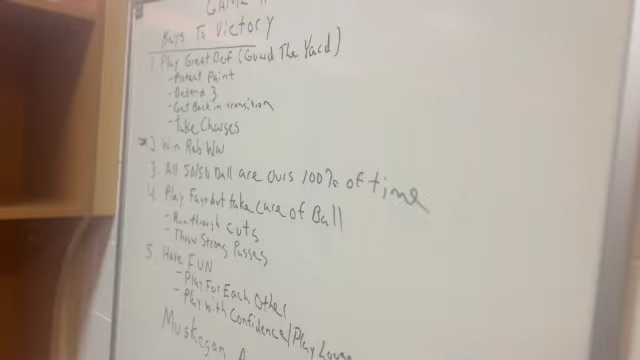 GAME
Keys To Victory
1. Play Great Def (Guard The Yard)
- Protect Paint
- Defend 3
- Get Back in Transition
- Take Charges
2. Win Reb War
3. All 50/50 Ball are Ours 100% of time
4. Play Fast but take care of Ball
- Run through cuts
- Throw Strong Passes
5. Have FUN
- Play For Each Other
- Play with Confidence/Play Loose
Muskegon